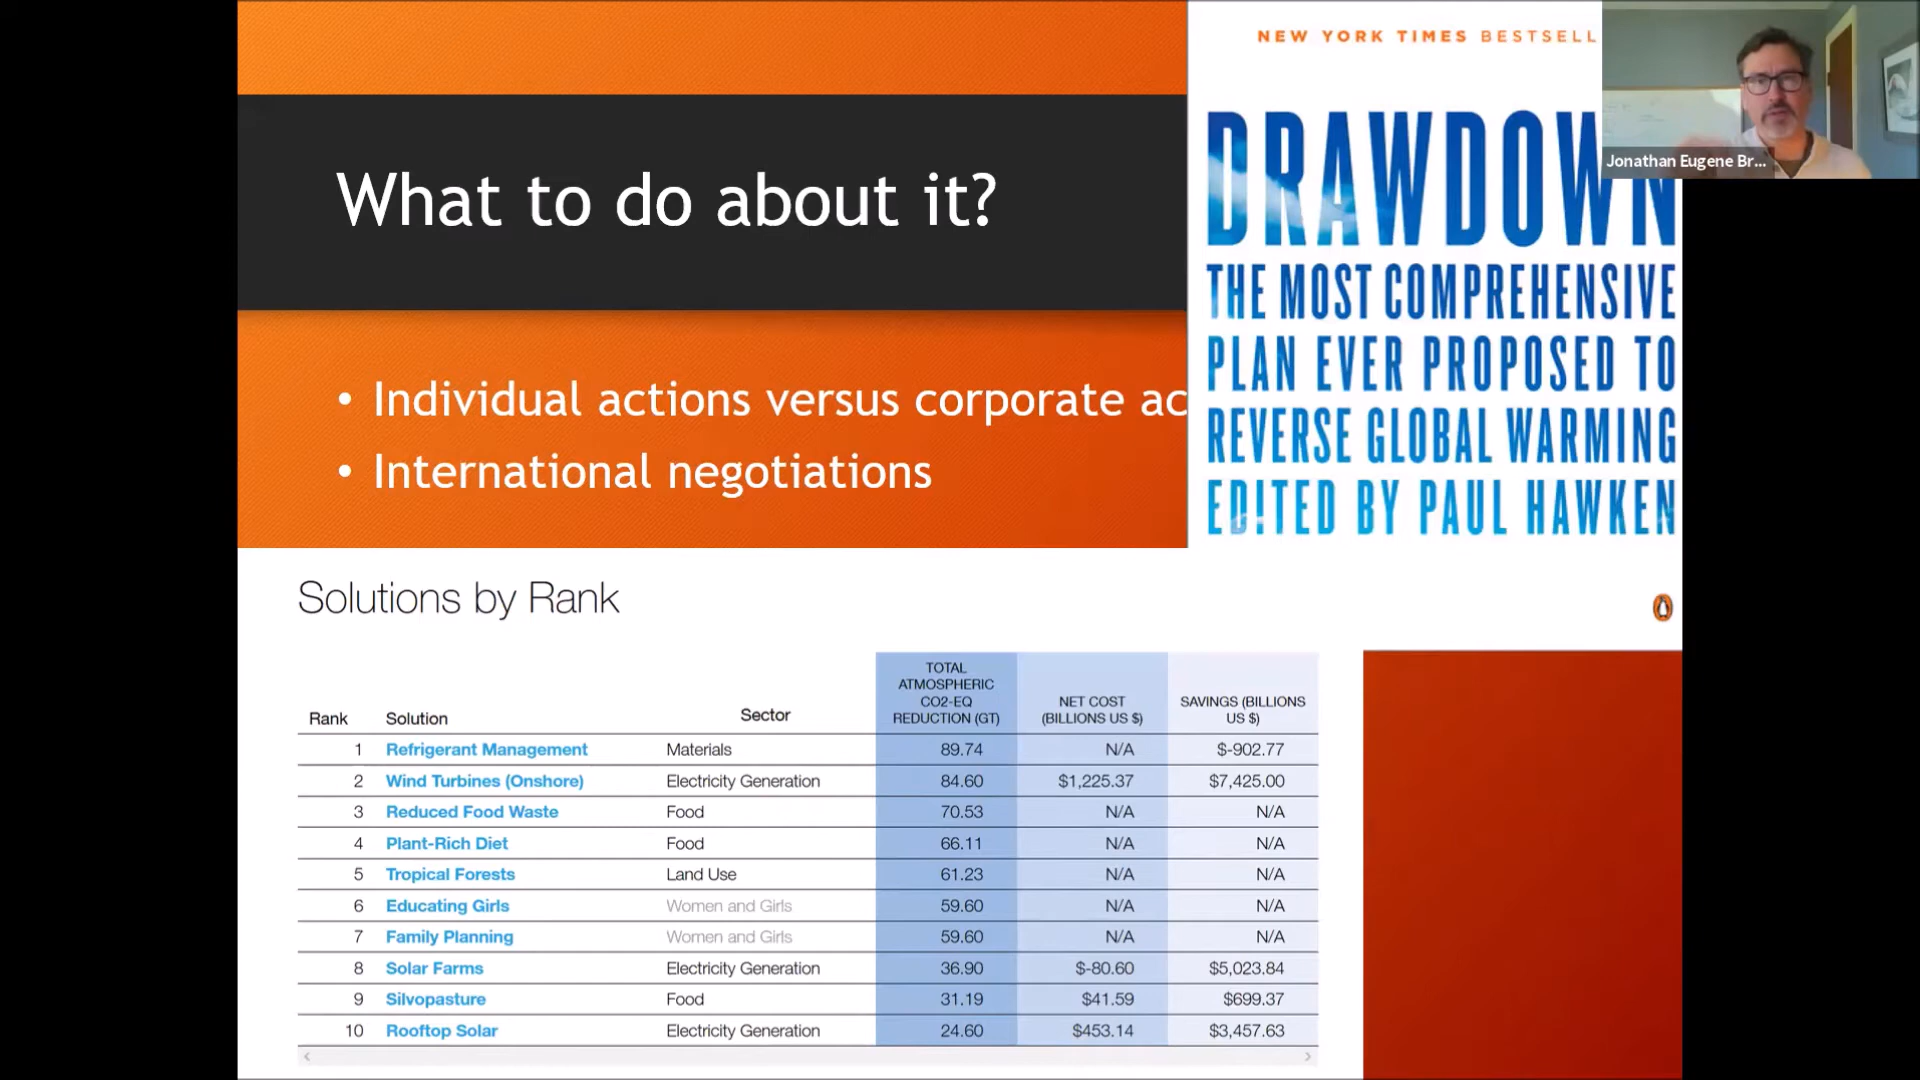 What to do about it?
• Individual actions versus corporate ac
• International negotiations
NEW YORK TIMES BESTSELL
DRAWDOWN
THE MOST COMPREHENSIVE
PLAN EVER PROPOSED TO
REVERSE GLOBAL WARMING
EDITED BY PAUL HAWKEN
Jonathan Eugene Br...
Solutions by Rank
Rank Solution Sector TOTAL ATMOSPHERIC CO2-EQ REDUCTION (GT) NET COST (BILLIONS US $) SAVINGS (BILLIONS US $)
1 Refrigerant Management Materials 89.74 N/A $-902.77
2 Wind Turbines (Onshore) Electricity Generation 84.60 $1,225.37 $7,425.00
3 Reduced Food Waste Food 70.53 N/A N/A
4 Plant-Rich Diet Food 66.11 N/A N/A
5 Tropical Forests Land Use 61.23 N/A N/A
6 Educating Girls Women and Girls 59.60 N/A N/A
7 Family Planning Women and Girls 59.60 N/A N/A
8 Solar Farms Electricity Generation 36.90 $-80.60 $5,023.84
9 Silvopasture Food 31.19 $41.59 $699.37
10 Rooftop Solar Electricity Generation 24.60 $453.14 $3,457.63